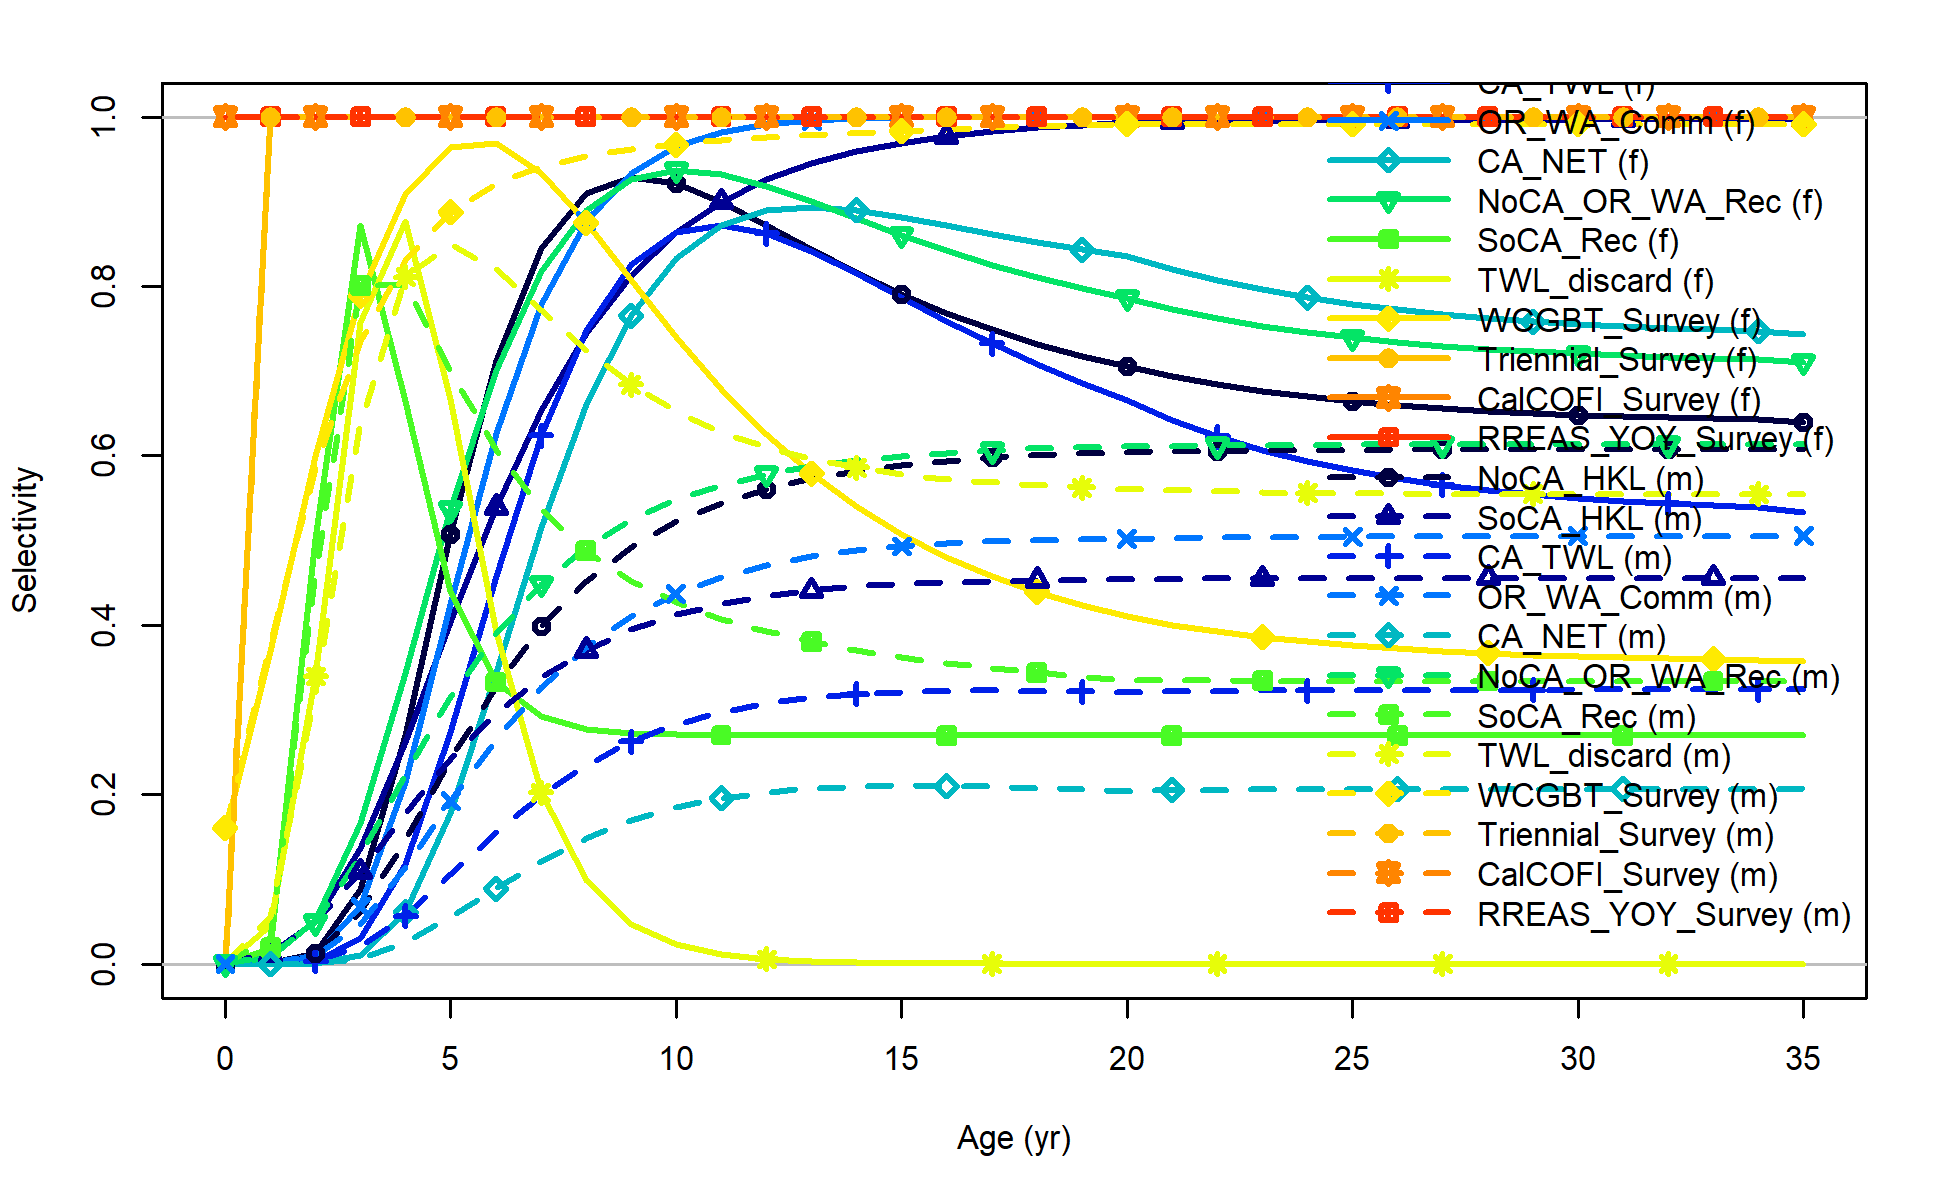 CA_TWL (f)
OR_WA_Comm (f)
CA_NET (f)
NoCA_OR_WA_Rec (f)
SoCA_Rec (f)
TWL_discard (f)
WCGBT_Survey (f)
Triennial_Survey (f)
CalCOFI_Survey (f)
RREAS_YOY_Survey (f)
NoCA_HKL (m)
SoCA_HKL (m)
CA_TWL (m)
OR_WA_Comm (m)
CA_NET (m)
NoCA_OR_WA_Rec (m)
SoCA_Rec (m)
TWL_discard (m)
WCGBT_Survey (m)
Triennial_Survey (m)
CalCOFI_Survey (m)
RREAS_YOY_Survey (m)
Selectivity
1.0
0.8
0.6
0.4
0.2
0.0
0 5 10 15 20 25 30 35
Age (yr)